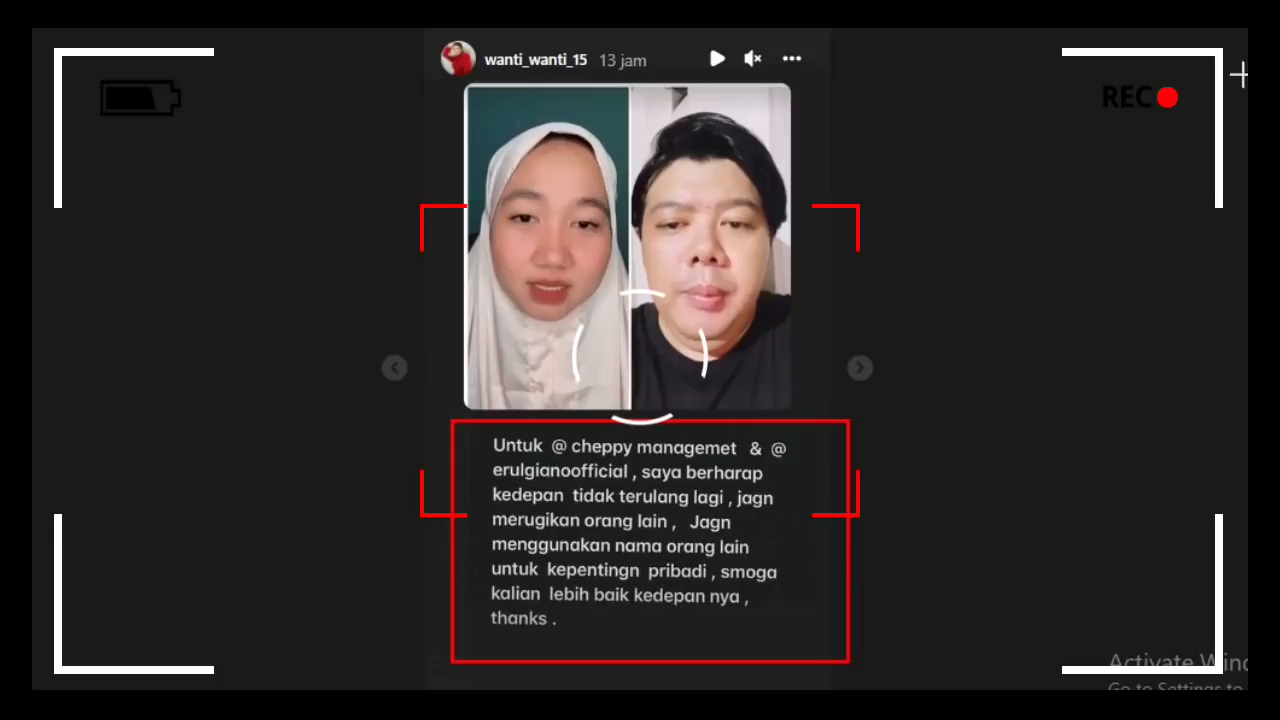 wanti_wanti_15 13 jam
REC
Untuk @ cheppy managemet & @
erulgianoofficial , saya berharap
kedepan tidak terulang lagi , jagn
merugikan orang lain , Jagn
menggunakan nama orang lain
untuk kepentingn pribadi , smoga
kalian lebih baik kedepan nya ,
thanks .
Activate Wind
Go to Settings to